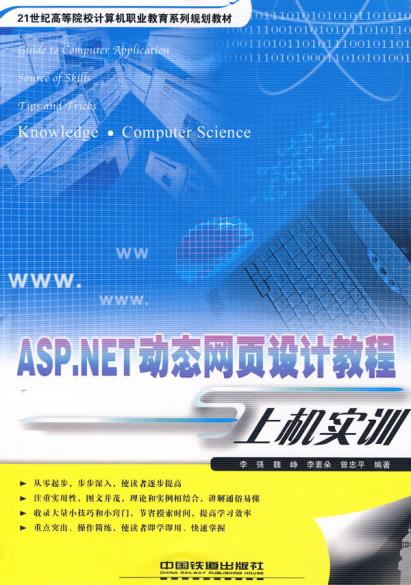 21世纪高等院校计算机职业教育系列规划教材
Guide to Computer Application
Source of Skills
Tips and Tricks
Knowledge • Computer Science
ww
www.
www.
ASP.NET动态网页设计教程
上机实训
李 强 魏 峥 李素朵 曾忠平 编著
从零起步，步步深入，使读者逐步提高
注重实用性，图文并茂，理论和实例相结合，讲解通俗易懂
收录大量小技巧和小窍门，节省摸索时间，提高学习效率
重点突出、操作简练，使读者即学即用、快速掌握
中国铁道出版社
CHINA RAILWAY PUBLISHING HOUSE